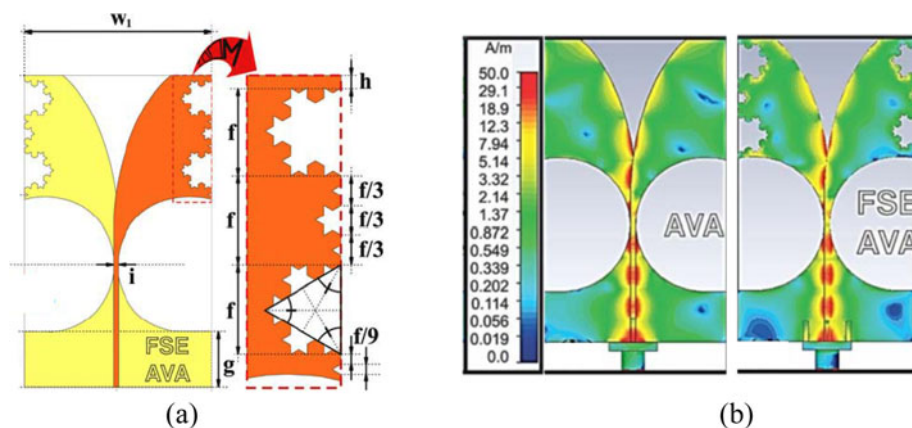 w₁
M
h
f
f/3
f
f/3
f/3
i
f
f/9
g
FSE
AVA
(a)
A/m
50.0
29.1
18.9
12.3
7.94
5.14
3.32
2.14
1.37
0.872
0.549
0.339
0.202
0.114
0.056
0.019
0.0
AVA
FSE
AVA
(b)